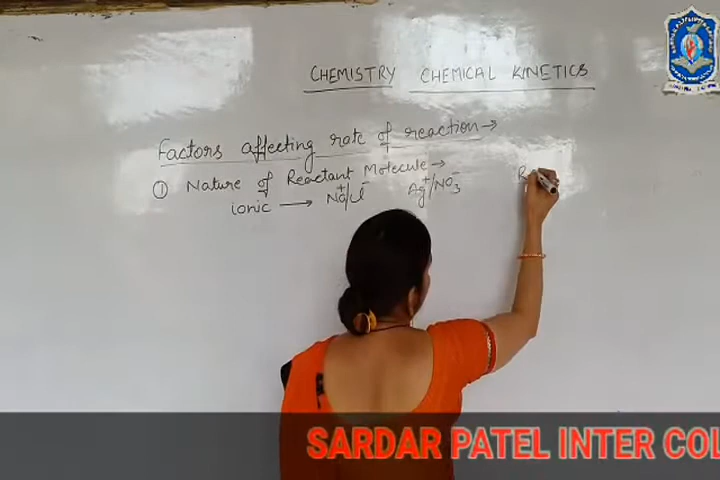 CHEMISTRY CHEMICAL KINETICS
Factors affecting rate of reaction →
① Nature of Reactant Molecule →
ionic → Na⁺/Cl⁻ Ag⁺/NO₃⁻ R
SARDAR PATEL INTER COL